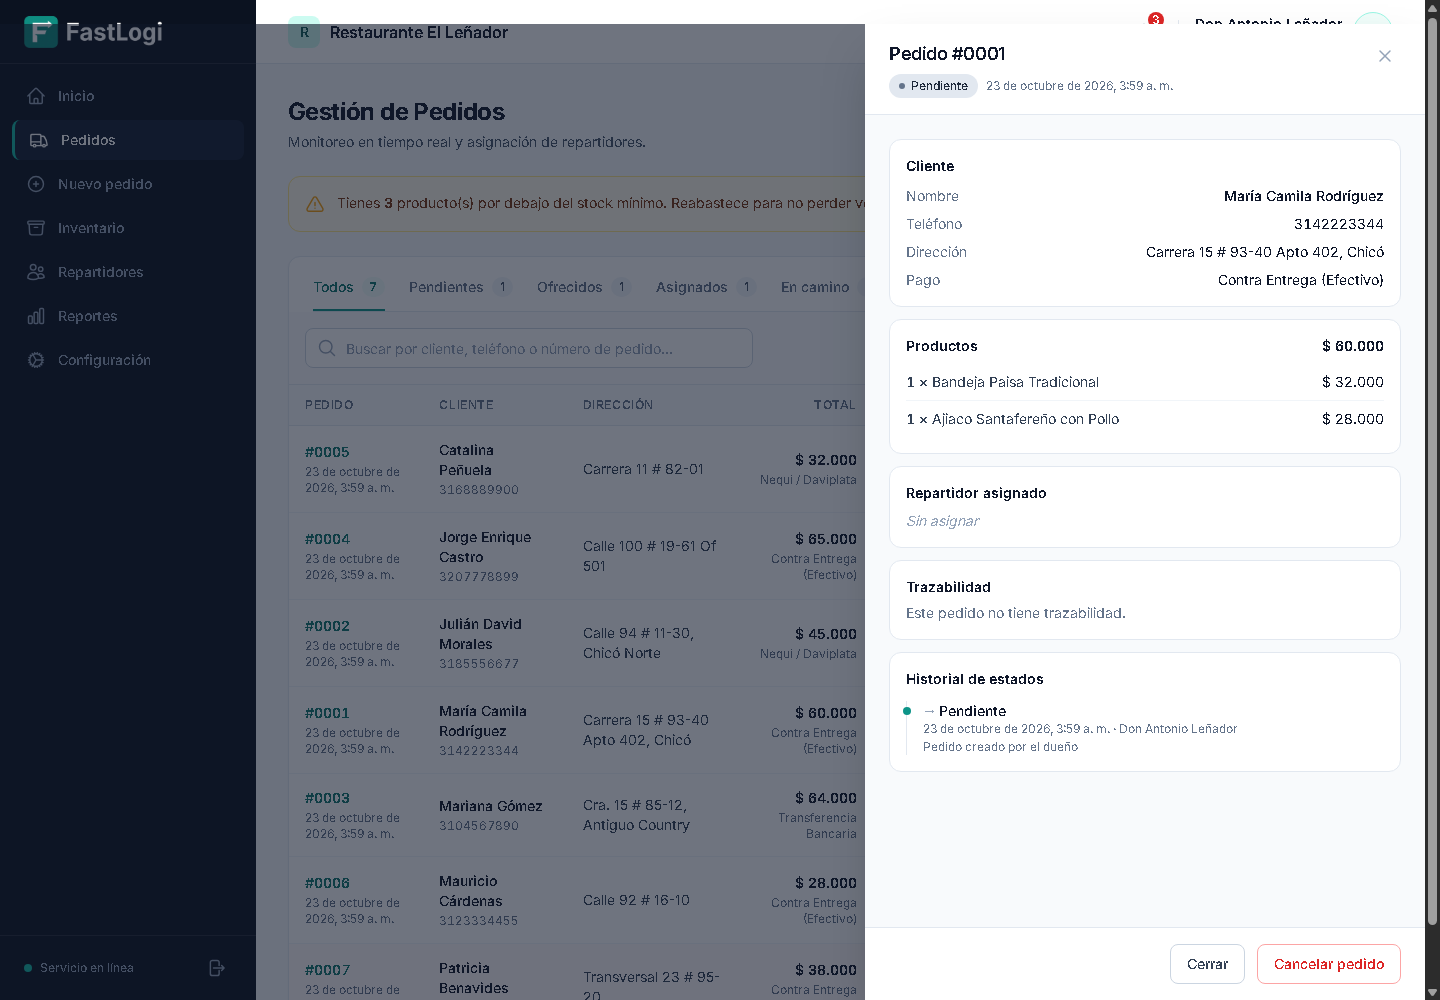 FastLogi
Inicio
Pedidos
Nuevo pedido
Inventario
Repartidores
Reportes
Configuración
Servicio en línea
R Restaurante El Leñador
3 Don Antonio Leñador
Gestión de Pedidos
Monitoreo en tiempo real y asignación de repartidores.
Tienes 3 producto(s) por debajo del stock mínimo. Reabastece para no perder
Todos 7 Pendientes 1 Ofrecidos 1 Asignados 1 En camino
Buscar por cliente, teléfono o número de pedido...
PEDIDO CLIENTE DIRECCIÓN TOTAL
#0005
23 de octubre de
2026, 3:59 a. m.
Catalina
Peñuela
3168889900
Carrera 11 # 82-01
$ 32.000
Nequi / Daviplata
#0004
23 de octubre de
2026, 3:59 a. m.
Jorge Enrique
Castro
3207778899
Calle 100 # 19-61 Of
501
$ 65.000
Contra Entrega
(Efectivo)
#0002
23 de octubre de
2026, 3:59 a. m.
Julián David
Morales
3185556677
Calle 94 # 11-30,
Chicó Norte
$ 45.000
Nequi / Daviplata
#0001
23 de octubre de
2026, 3:59 a. m.
María Camila
Rodríguez
3142223344
Carrera 15 # 93-40
Apto 402, Chicó
$ 60.000
Contra Entrega
(Efectivo)
#0003
23 de octubre de
2026, 3:59 a. m.
Mariana Gómez
3104567890
Cra. 15 # 85-12,
Antiguo Country
$ 64.000
Transferencia
Bancaria
#0006
23 de octubre de
2026, 3:59 a. m.
Mauricio
Cárdenas
3123334455
Calle 92 # 16-10
$ 28.000
Contra Entrega
(Efectivo)
#0007
23 de octubre de
Patricia
Benavides
Transversal 23 # 95-
20
$ 38.000
Contra Entrega
Pedido #0001
Pendiente 23 de octubre de 2026, 3:59 a. m.
Cliente
Nombre María Camila Rodríguez
Teléfono 3142223344
Dirección Carrera 15 # 93-40 Apto 402, Chicó
Pago Contra Entrega (Efectivo)
Productos $ 60.000
1 × Bandeja Paisa Tradicional $ 32.000
1 × Ajiaco Santafereño con Pollo $ 28.000
Repartidor asignado
Sin asignar
Trazabilidad
Este pedido no tiene trazabilidad.
Historial de estados
→ Pendiente
23 de octubre de 2026, 3:59 a. m. · Don Antonio Leñador
Pedido creado por el dueño
Cerrar Cancelar pedido